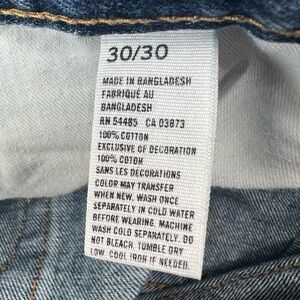 30/30
MADE IN BANGLADESH
FABRIQUÉ AU
BANGLADESH
RN 54485 CA 03873
100% COTTON
EXCLUSIVE OF DECORATION
100% COTON
SANS LES DECORATIONS
COLOR MAY TRANSFER
WHEN NEW. WASH ONCE
SEPARATELY IN COLD WATER
BEFORE WEARING. MACHINE
WASH COLD SEPARATELY. DO
NOT BLEACH. TUMBLE DRY
LOW. COOL IRON IF NEEDED.